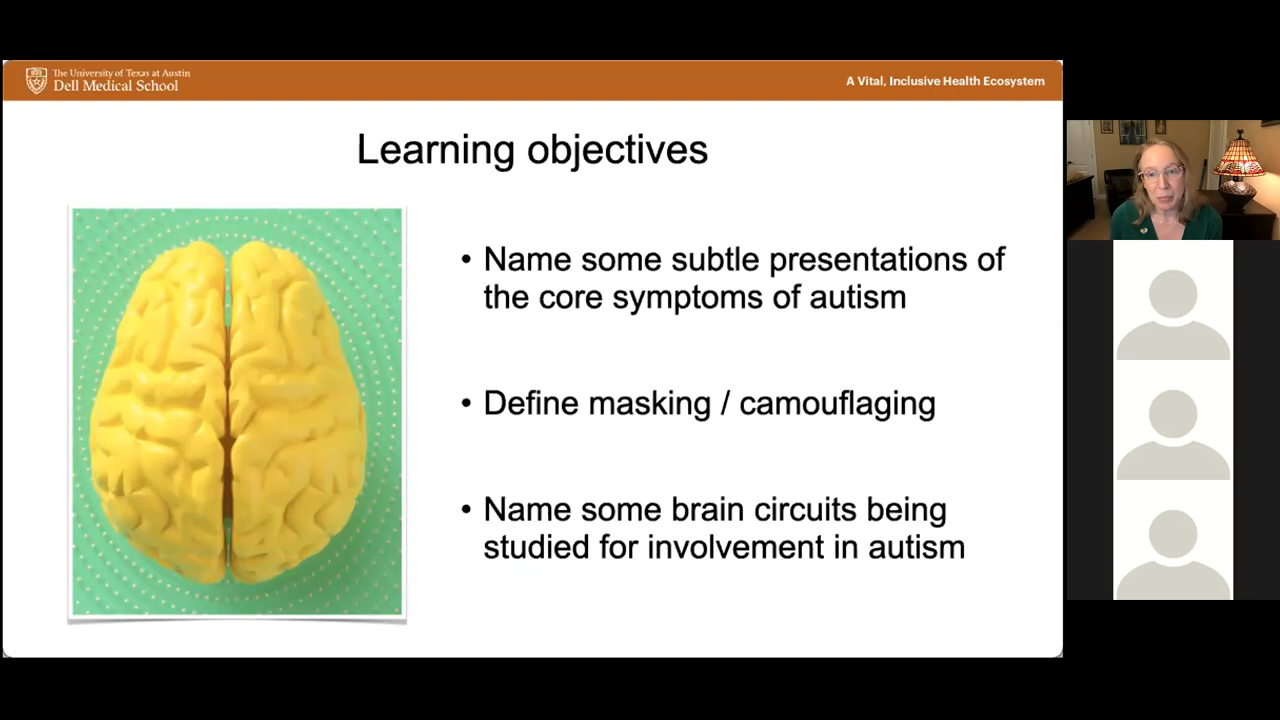 The University of Texas at Austin
Dell Medical School
A Vital, Inclusive Health Ecosystem
Learning objectives
• Name some subtle presentations of
the core symptoms of autism
• Define masking / camouflaging
• Name some brain circuits being
studied for involvement in autism